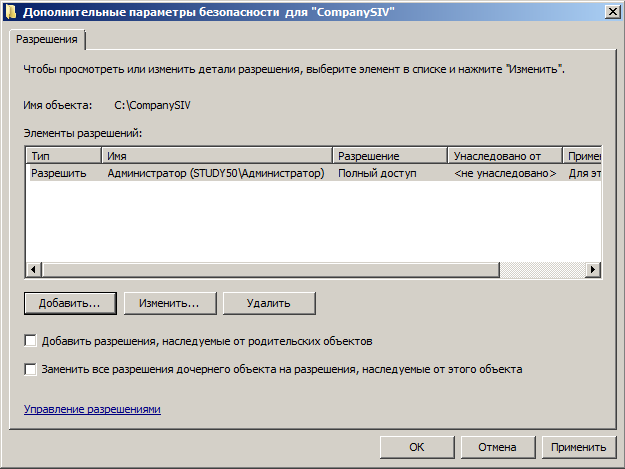 Дополнительные параметры безопасности для "CompanySIV"
Разрешения
Чтобы просмотреть или изменить детали разрешения, выберите элемент в списке и нажмите "Изменить".
Имя объекта: C:\CompanySIV
Элементы разрешений:
Тип Имя Разрешение Унаследовано от Приме
Разрешить Администратор (STUDY50\Администратор) Полный доступ <не унаследовано> Для эт
Добавить... Изменить... Удалить
Добавить разрешения, наследуемые от родительских объектов
Заменить все разрешения дочернего объекта на разрешения, наследуемые от этого объекта
Управление разрешениями
ОК Отмена Применить